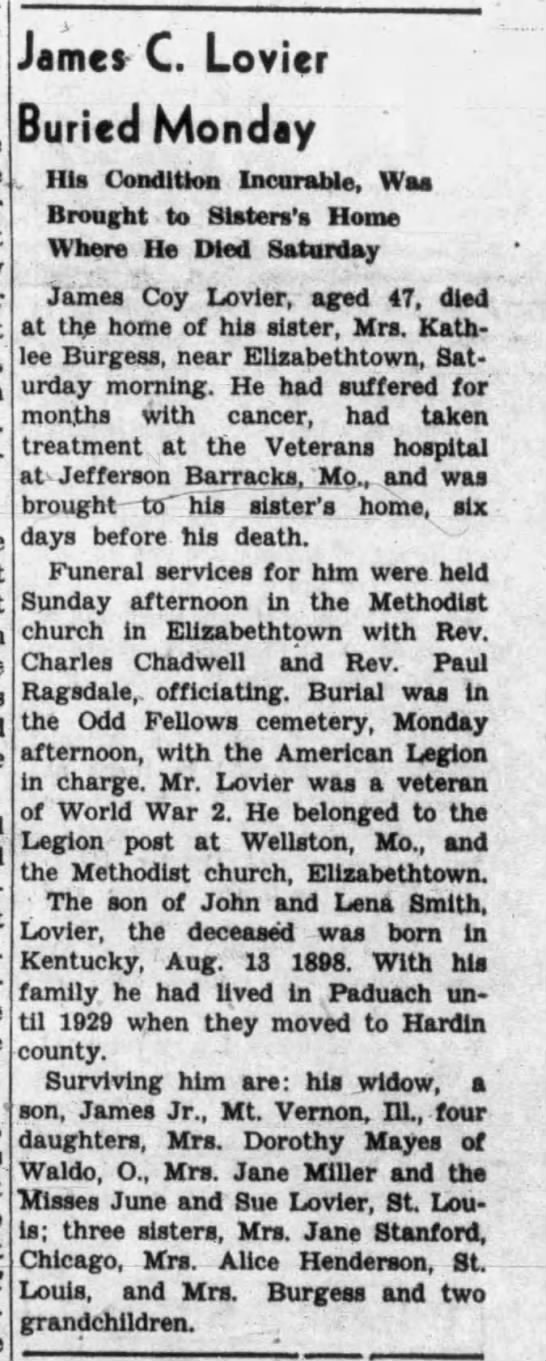 James C. Lovier
Buried Monday
His Condition Incurable, Was
Brought to Sisters's Home
Where He Died Saturday
James Coy Lovier, aged 47, died
at the home of his sister, Mrs. Kath-
lee Burgess, near Elizabethtown, Sat-
urday morning. He had suffered for
months with cancer, had taken
treatment at the Veterans hospital
at Jefferson Barracks, Mo., and was
brought to his sister's home, six
days before his death.
Funeral services for him were held
Sunday afternoon in the Methodist
church in Elizabethtown with Rev.
Charles Chadwell and Rev. Paul
Ragsdale, officiating. Burial was in
the Odd Fellows cemetery, Monday
afternoon, with the American Legion
in charge. Mr. Lovier was a veteran
of World War 2. He belonged to the
Legion post at Wellston, Mo., and
the Methodist church, Elizabethtown.
The son of John and Lena Smith,
Lovier, the deceased was born in
Kentucky, Aug. 13 1898. With his
family he had lived in Paduach un-
til 1929 when they moved to Hardin
county.
Surviving him are: his widow, a
son, James Jr., Mt. Vernon, Ill., four
daughters, Mrs. Dorothy Mayes of
Waldo, O., Mrs. Jane Miller and the
Misses June and Sue Lovier, St. Lou-
is; three sisters, Mrs. Jane Stanford,
Chicago, Mrs. Alice Henderson, St.
Louis, and Mrs. Burgess and two
grandchildren.